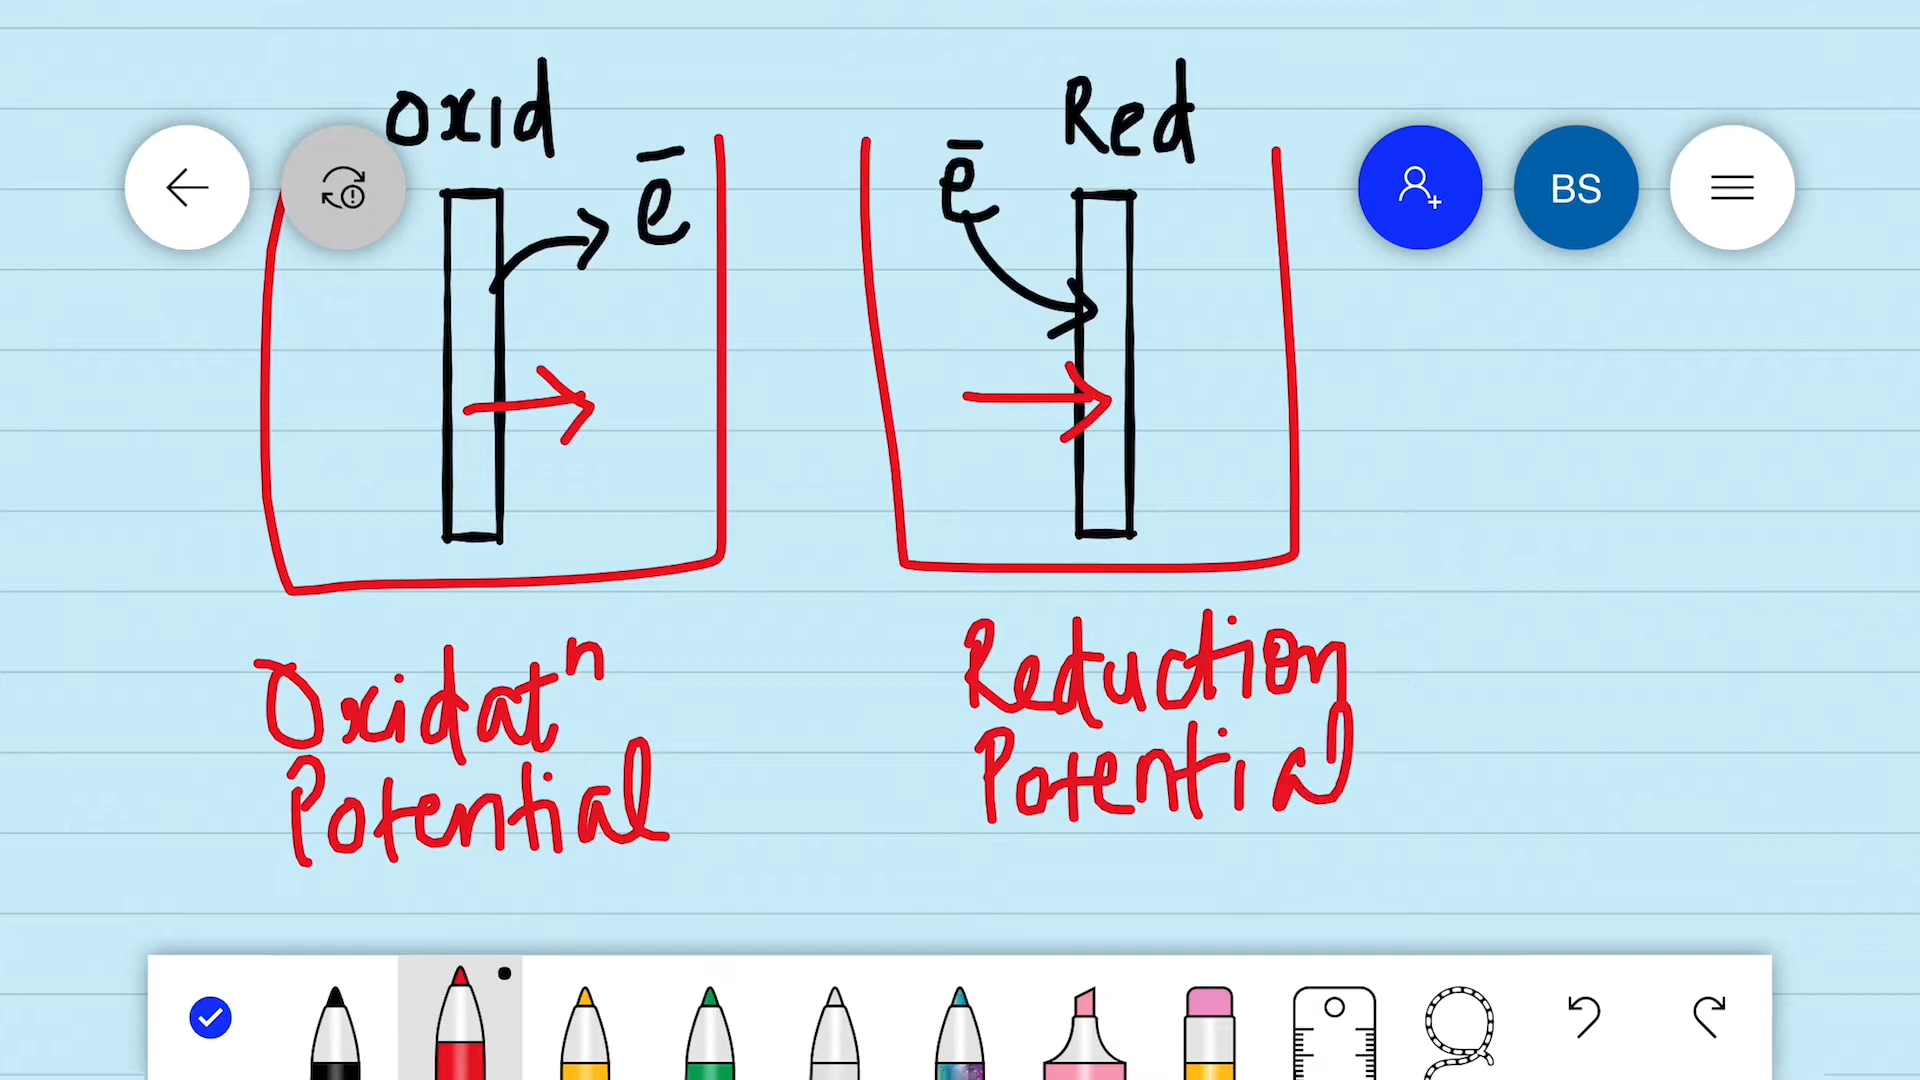 Oxid
Red
e̅
e̅
BS
Oxidatⁿ
Potential
Reduction
Potential